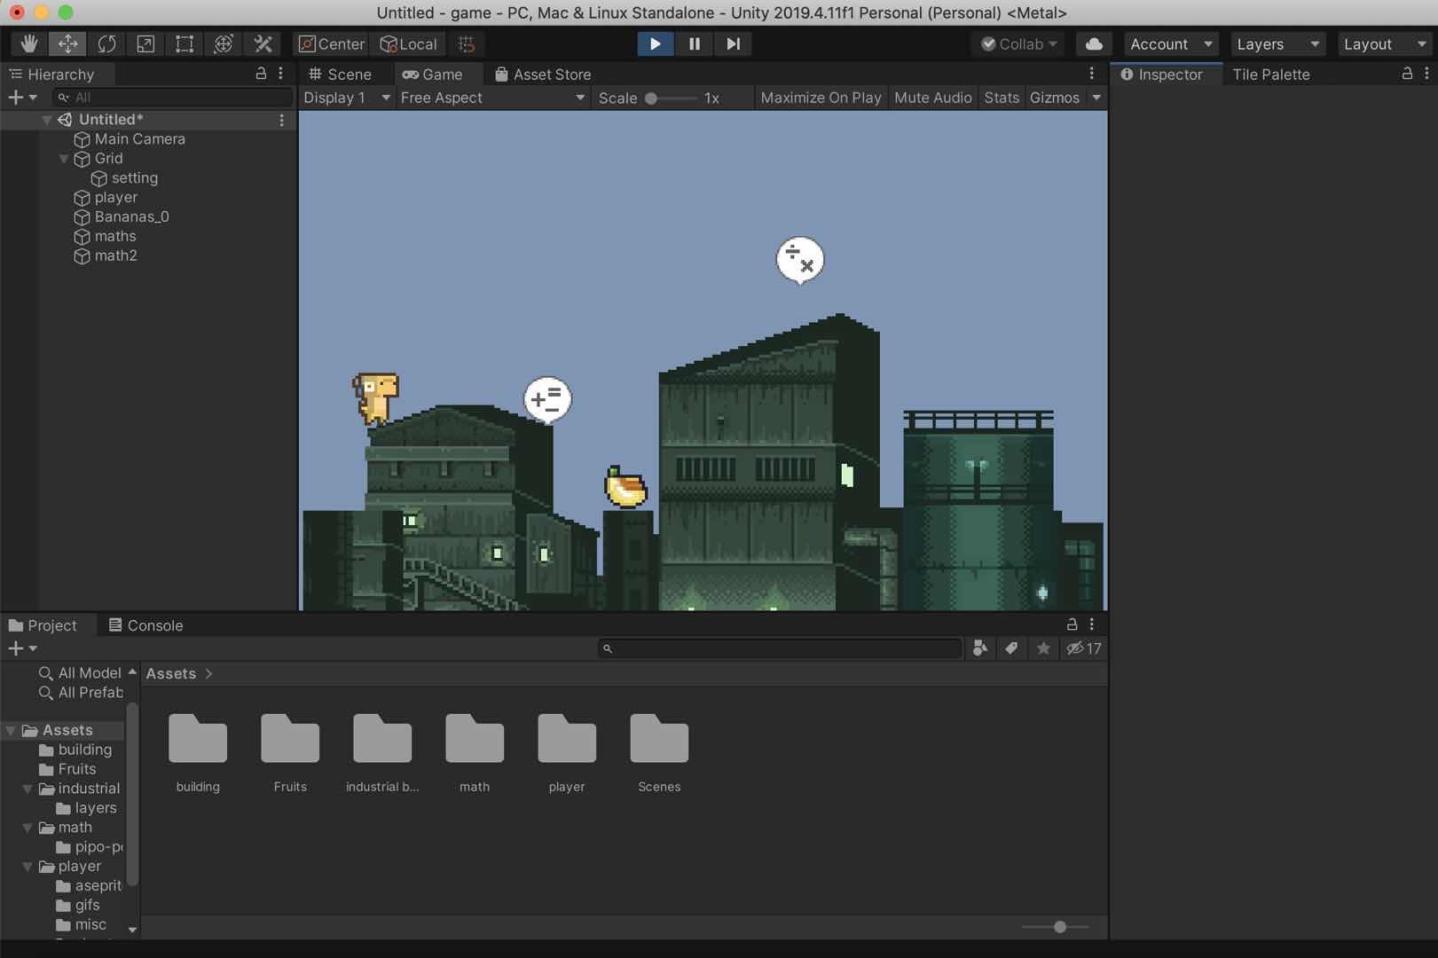 Untitled - game - PC, Mac & Linux Standalone - Unity 2019.4.11f1 Personal (Personal) <Metal>
Center Local Collab Account Layers Layout
Hierarchy
All
Untitled*
Main Camera
Grid
setting
player
Bananas_0
maths
math2
Scene Game Asset Store
Display 1 Free Aspect Scale 1x Maximize On Play Mute Audio Stats Gizmos
÷
×
+ =
−
Inspector Tile Palette
Project Console
17
All Model
All Prefab
Assets
building
Fruits
industrial
layers
math
pipo-po
player
aseprit
gifs
misc
Assets >
building Fruits industrial b... math player Scenes